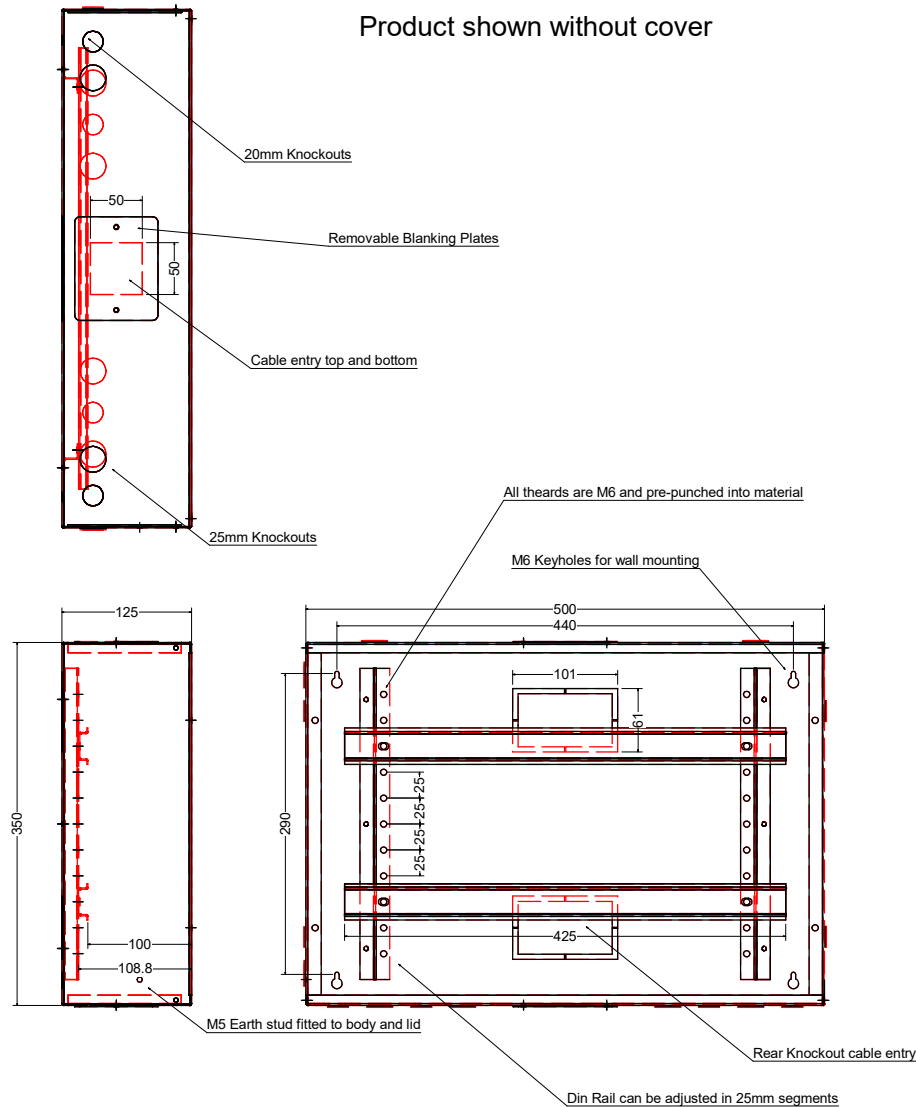 Product shown without cover
20mm Knockouts
50
Removable Blanking Plates
50
Cable entry top and bottom
All theards are M6 and pre-punched into material
25mm Knockouts
M6 Keyholes for wall mounting
125
500
440
101
61
25
25
25
25
350
290
100
425
108.8
M5 Earth stud fitted to body and lid
Rear Knockout cable entry
Din Rail can be adjusted in 25mm segments